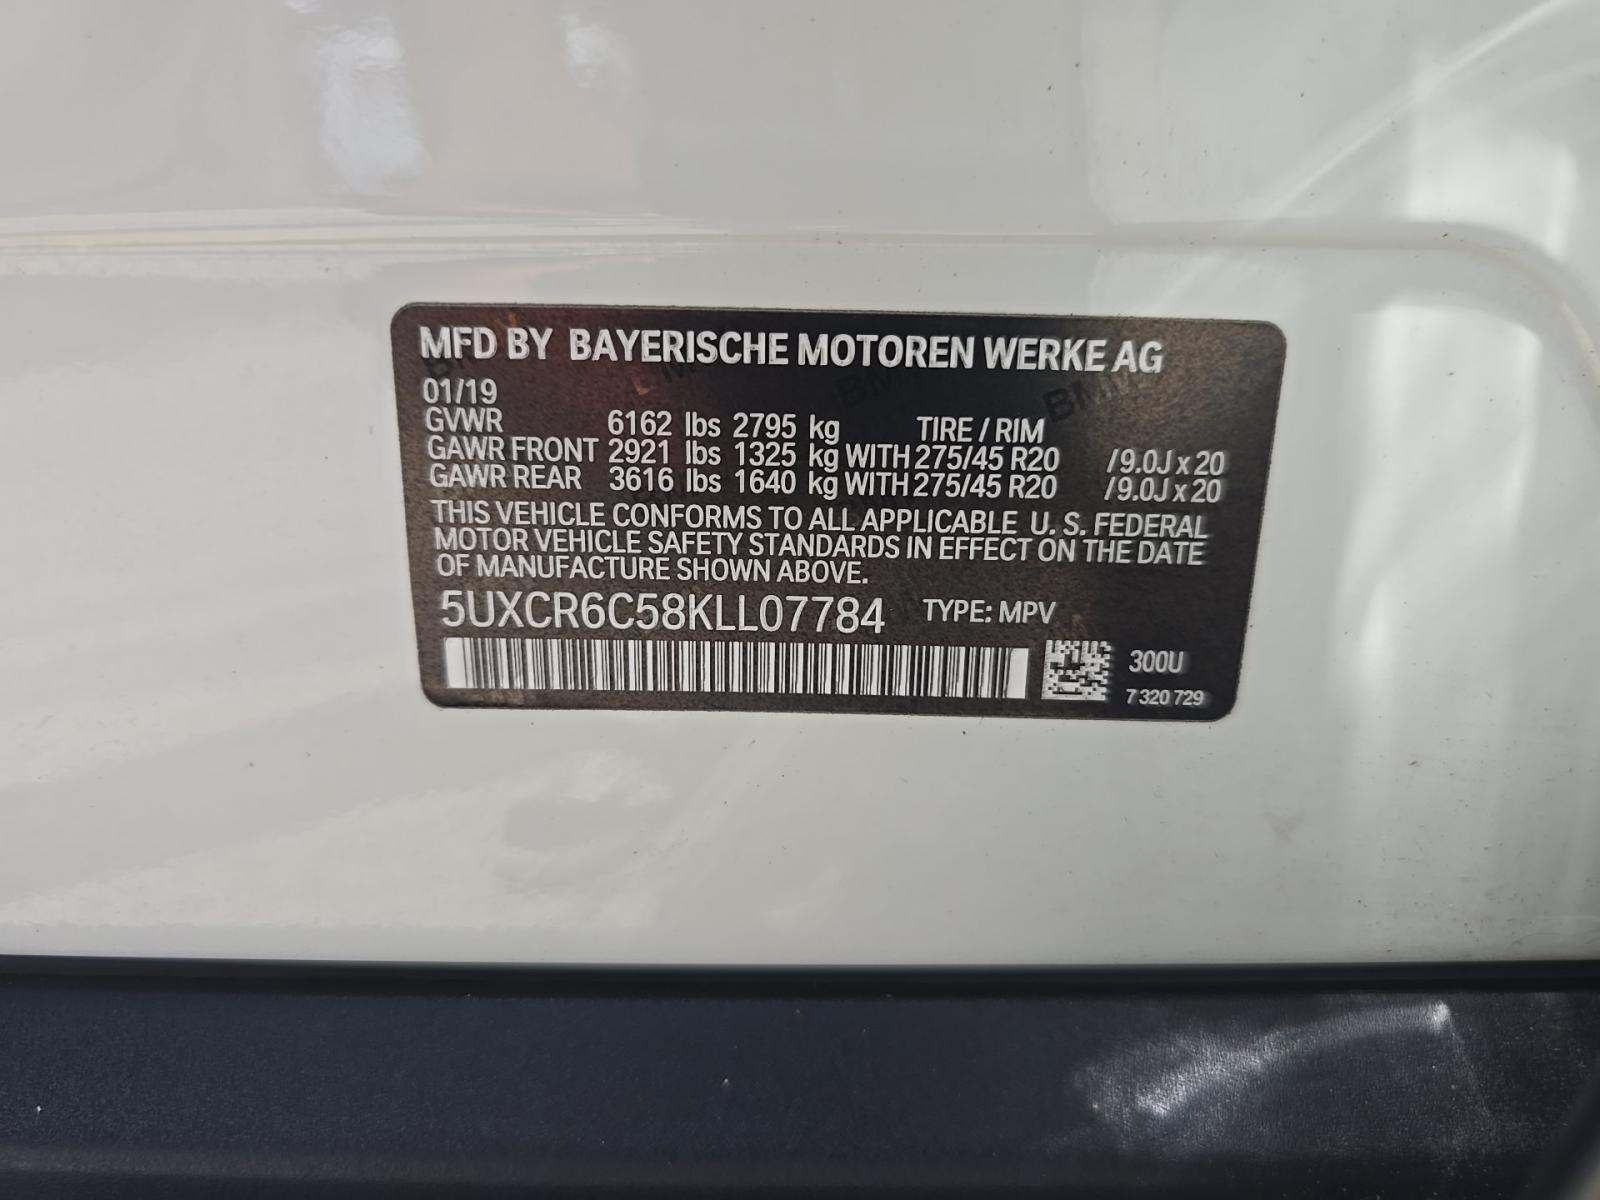 MFD BY BAYERISCHE MOTOREN WERKE AG
01/19
GVWR 6162 lbs 2795 kg TIRE / RIM
GAWR FRONT 2921 lbs 1325 kg WITH 275/45 R20 /9.0J x 20
GAWR REAR 3616 lbs 1640 kg WITH 275/45 R20 /9.0J x 20
THIS VEHICLE CONFORMS TO ALL APPLICABLE U. S. FEDERAL
MOTOR VEHICLE SAFETY STANDARDS IN EFFECT ON THE DATE
OF MANUFACTURE SHOWN ABOVE.
5UXCR6C58KLL07784 TYPE: MPV
300U
7 320 729